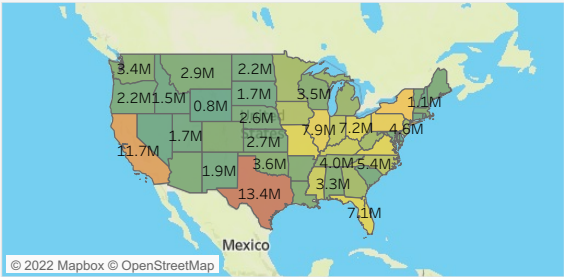 3.4M
2.9M
2.2M
2.2M
1.5M
0.8M
1.7M
3.5M
1.1M
2.6M
11.7M
1.7M
2.7M
7.9M
7.2M
4.6M
1.9M
3.6M
4.0M
5.4M
13.4M
3.3M
7.1M
Mexico
© 2022 Mapbox © OpenStreetMap